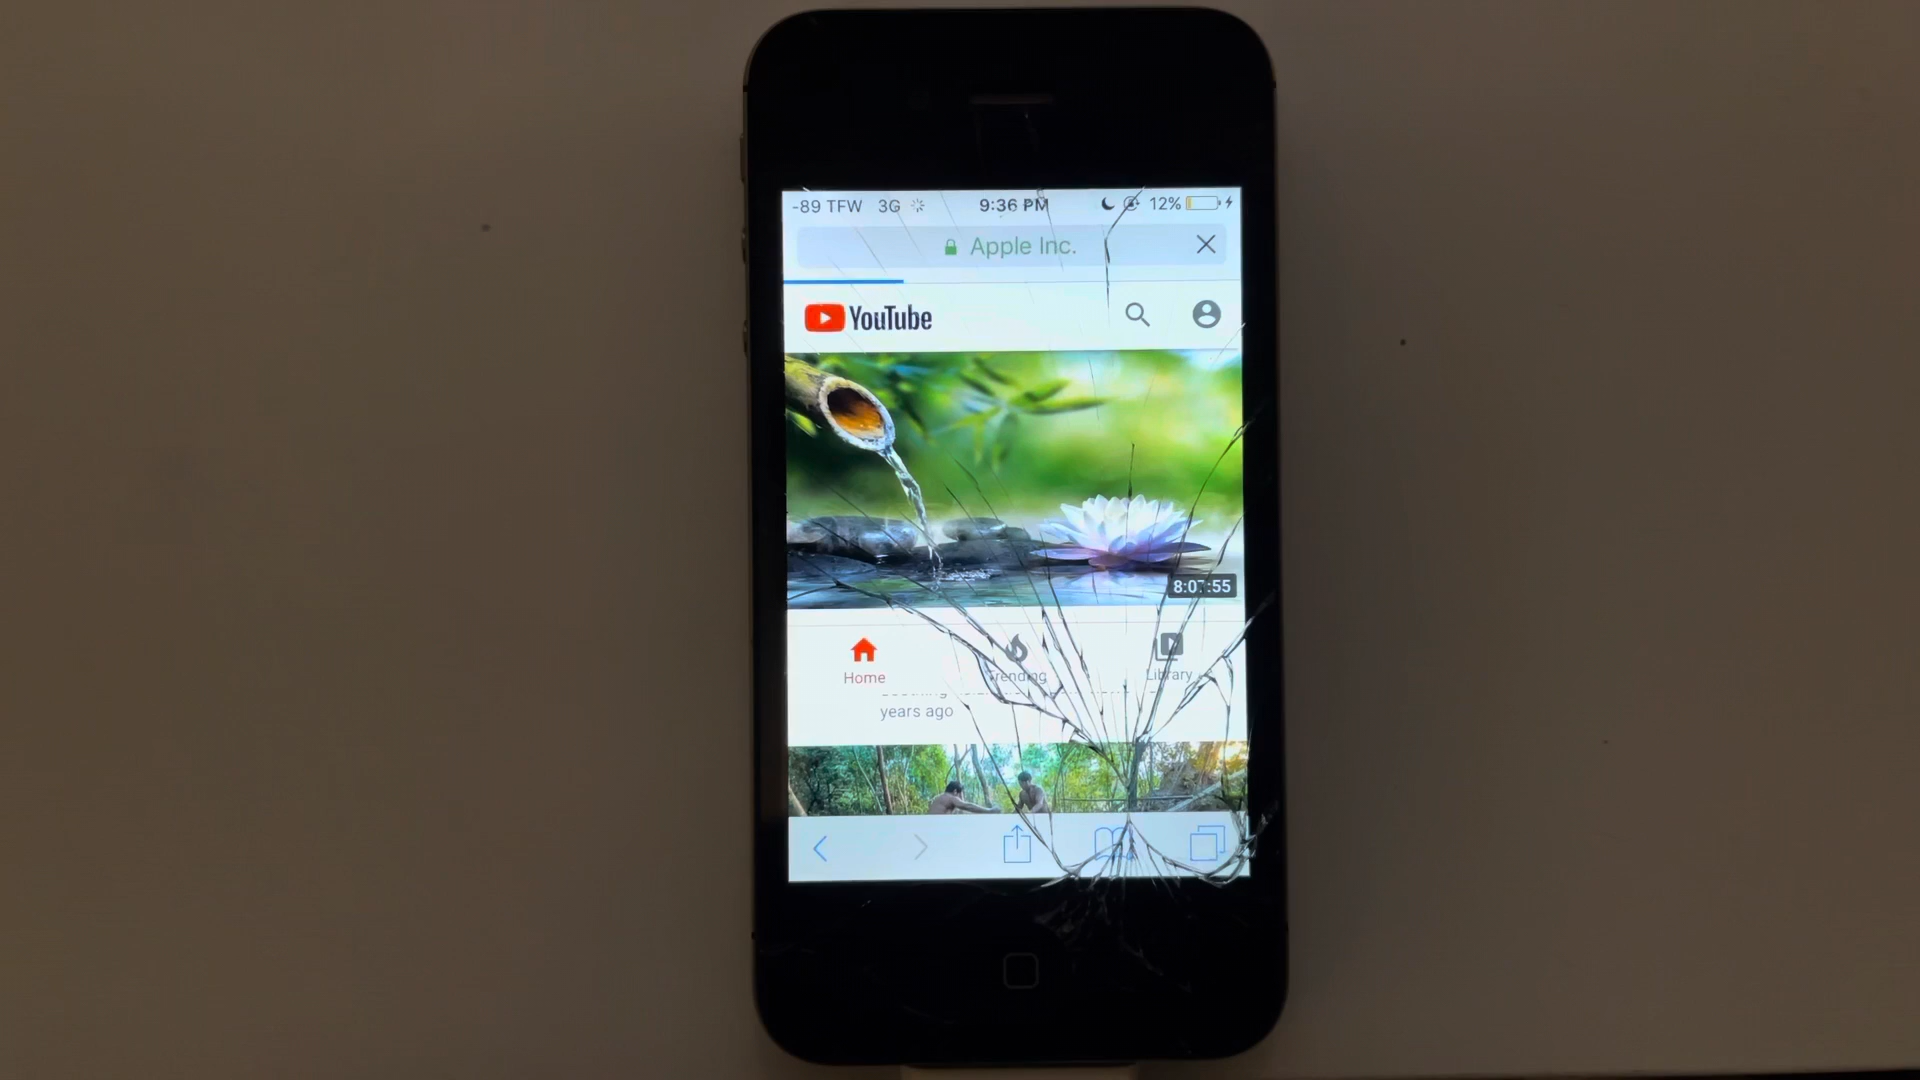 -89 TFW 3G 9:36 PM 12%
Apple Inc.
YouTube
8:07:55
Home Trending Library
years ago